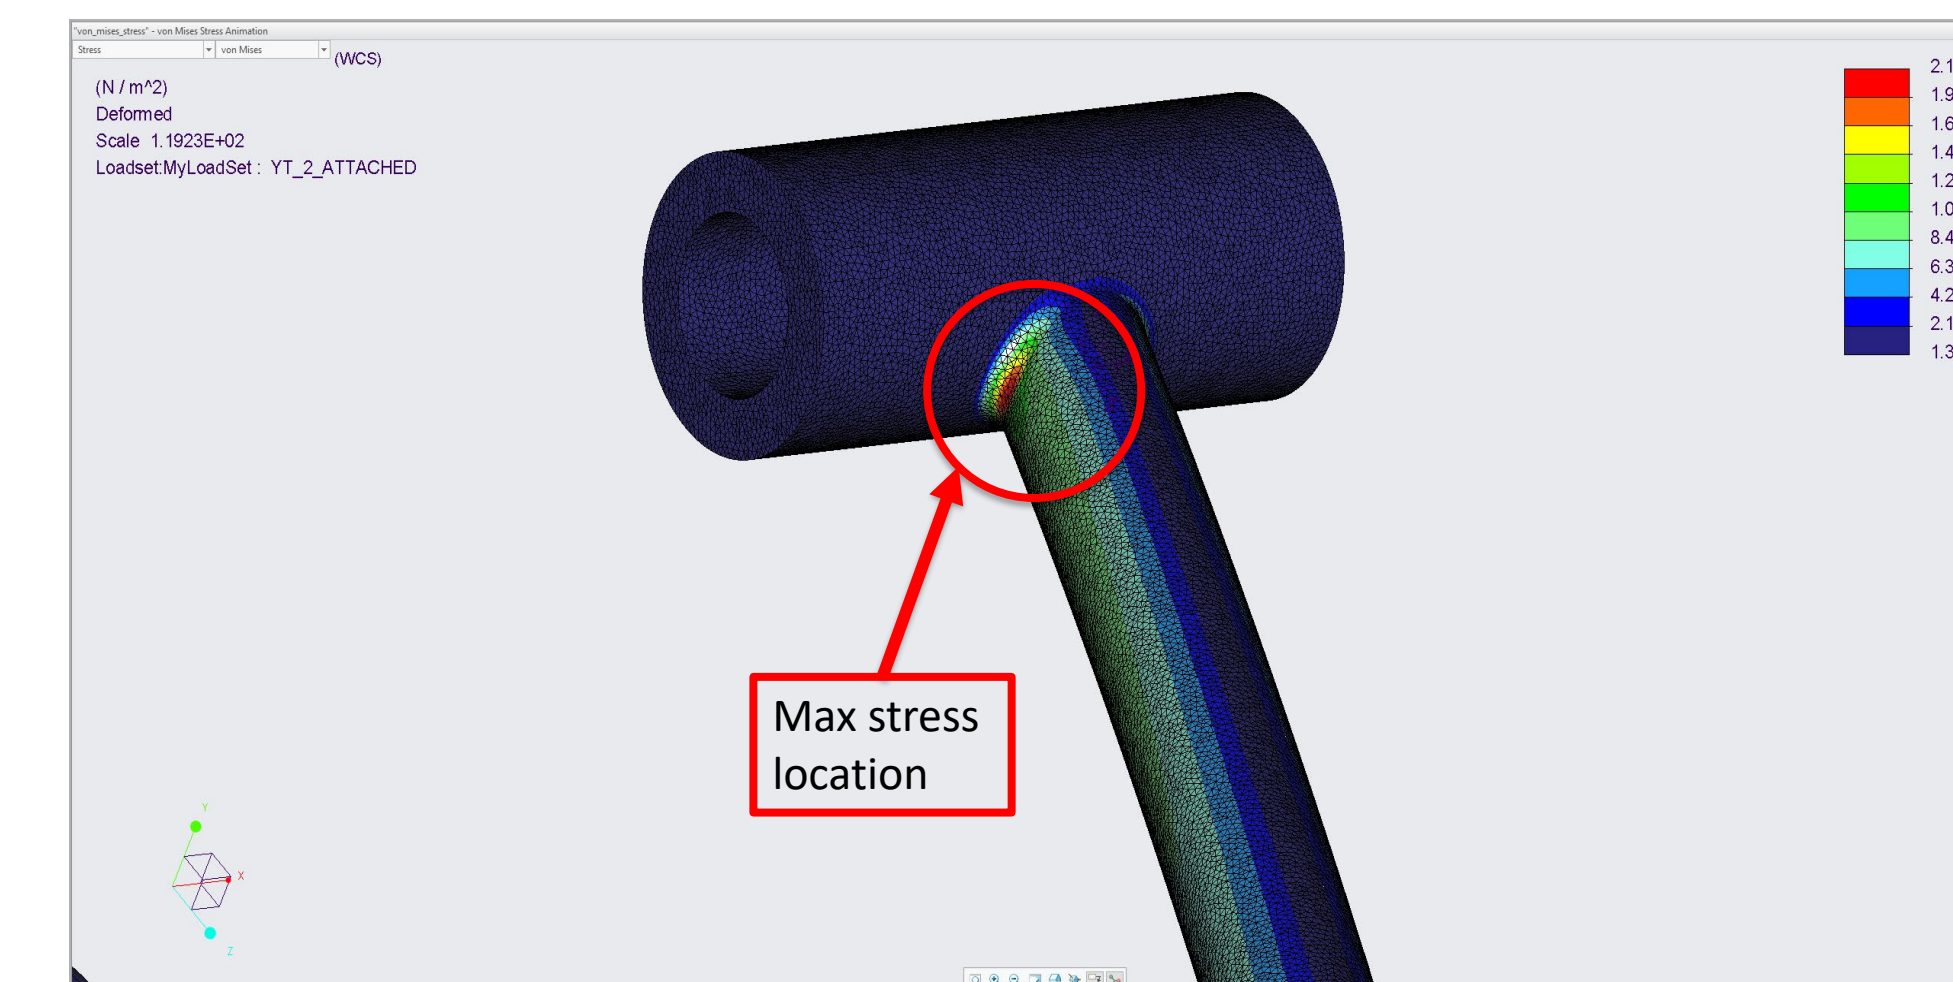 "von_mises_stress" - von Mises Stress Animation
Stress von Mises (WCS)
(N / m^2)
Deformed
Scale 1.1923E+02
Loadset:MyLoadSet : YT_2_ATTACHED
2.1
1.9
1.6
1.4
1.2
1.0
8.4
6.3
4.2
2.1
1.3
Max stress
location
Y
X
Z